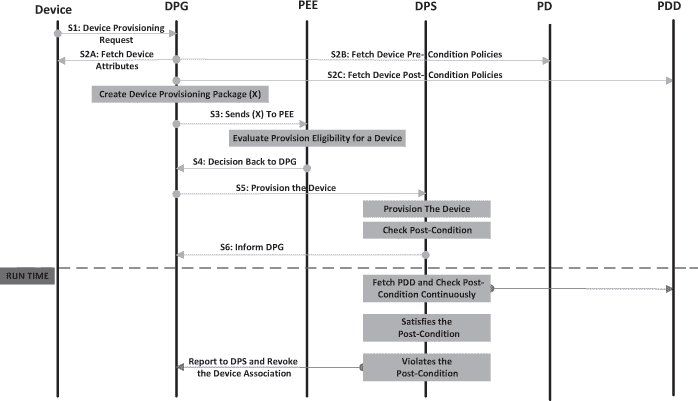 Device DPG PEE DPS PD PDD
S1: Device Provisioning
Request
S2A: Fetch Device
Attributes
S2B: Fetch Device Pre-Condition Policies
S2C: Fetch Device Post-Condition Policies
Create Device Provisioning Package (X)
S3: Sends (X) To PEE
Evaluate Provision Eligibility for a Device
S4: Decision Back to DPG
S5: Provision the Device
Provision The Device
Check Post-Condition
S6: Inform DPG
RUN TIME
Fetch PDD and Check Post-
Condition Continuously
Satisfies the
Post-Condition
Report to DPS and Revoke
the Device Association
Violates the
Post-Condition